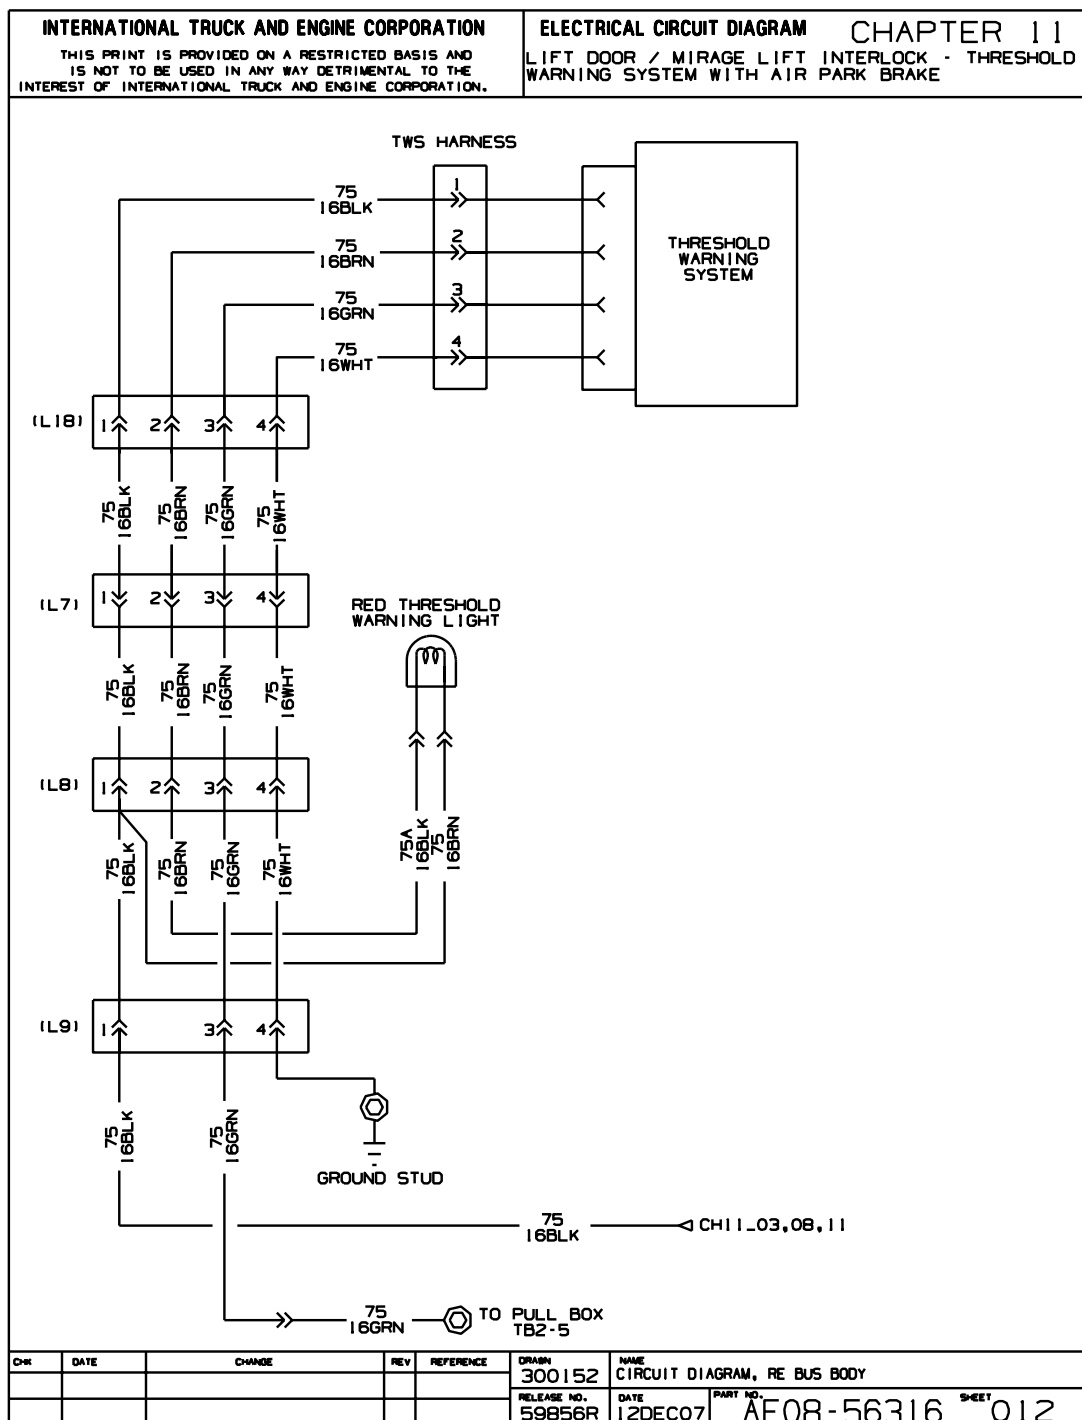 INTERNATIONAL TRUCK AND ENGINE CORPORATION
THIS PRINT IS PROVIDED ON A RESTRICTED BASIS AND
IS NOT TO BE USED IN ANY WAY DETRIMENTAL TO THE
INTEREST OF INTERNATIONAL TRUCK AND ENGINE CORPORATION.
ELECTRICAL CIRCUIT DIAGRAM CHAPTER 11
LIFT DOOR / MIRAGE LIFT INTERLOCK - THRESHOLD
WARNING SYSTEM WITH AIR PARK BRAKE
TWS HARNESS
75
16BLK
1
75
16BRN
2
75
16GRN
3
75
16WHT
4
THRESHOLD
WARNING
SYSTEM
(L18)
1 2 3 4
75
16BLK
75
16BRN
75
16GRN
75
16WHT
(L7)
1 2 3 4
RED THRESHOLD
WARNING LIGHT
75
16BLK
75
16BRN
75
16GRN
75
16WHT
(L8)
1 2 3 4
75
16BLK
75
16BRN
75
16GRN
75
16WHT
75A
16BLK
75
16BRN
(L9)
1 3 4
75
16BLK
75
16GRN
GROUND STUD
75
16BLK
CH11_03,08,11
75
16GRN
TO PULL BOX
TB2-5
CHK DATE CHANGE REV REFERENCE
DRAWN
300152
NAME
CIRCUIT DIAGRAM, RE BUS BODY
RELEASE NO.
59856R
DATE
12DEC07
PART NO.
AE08-56316
SHEET
012